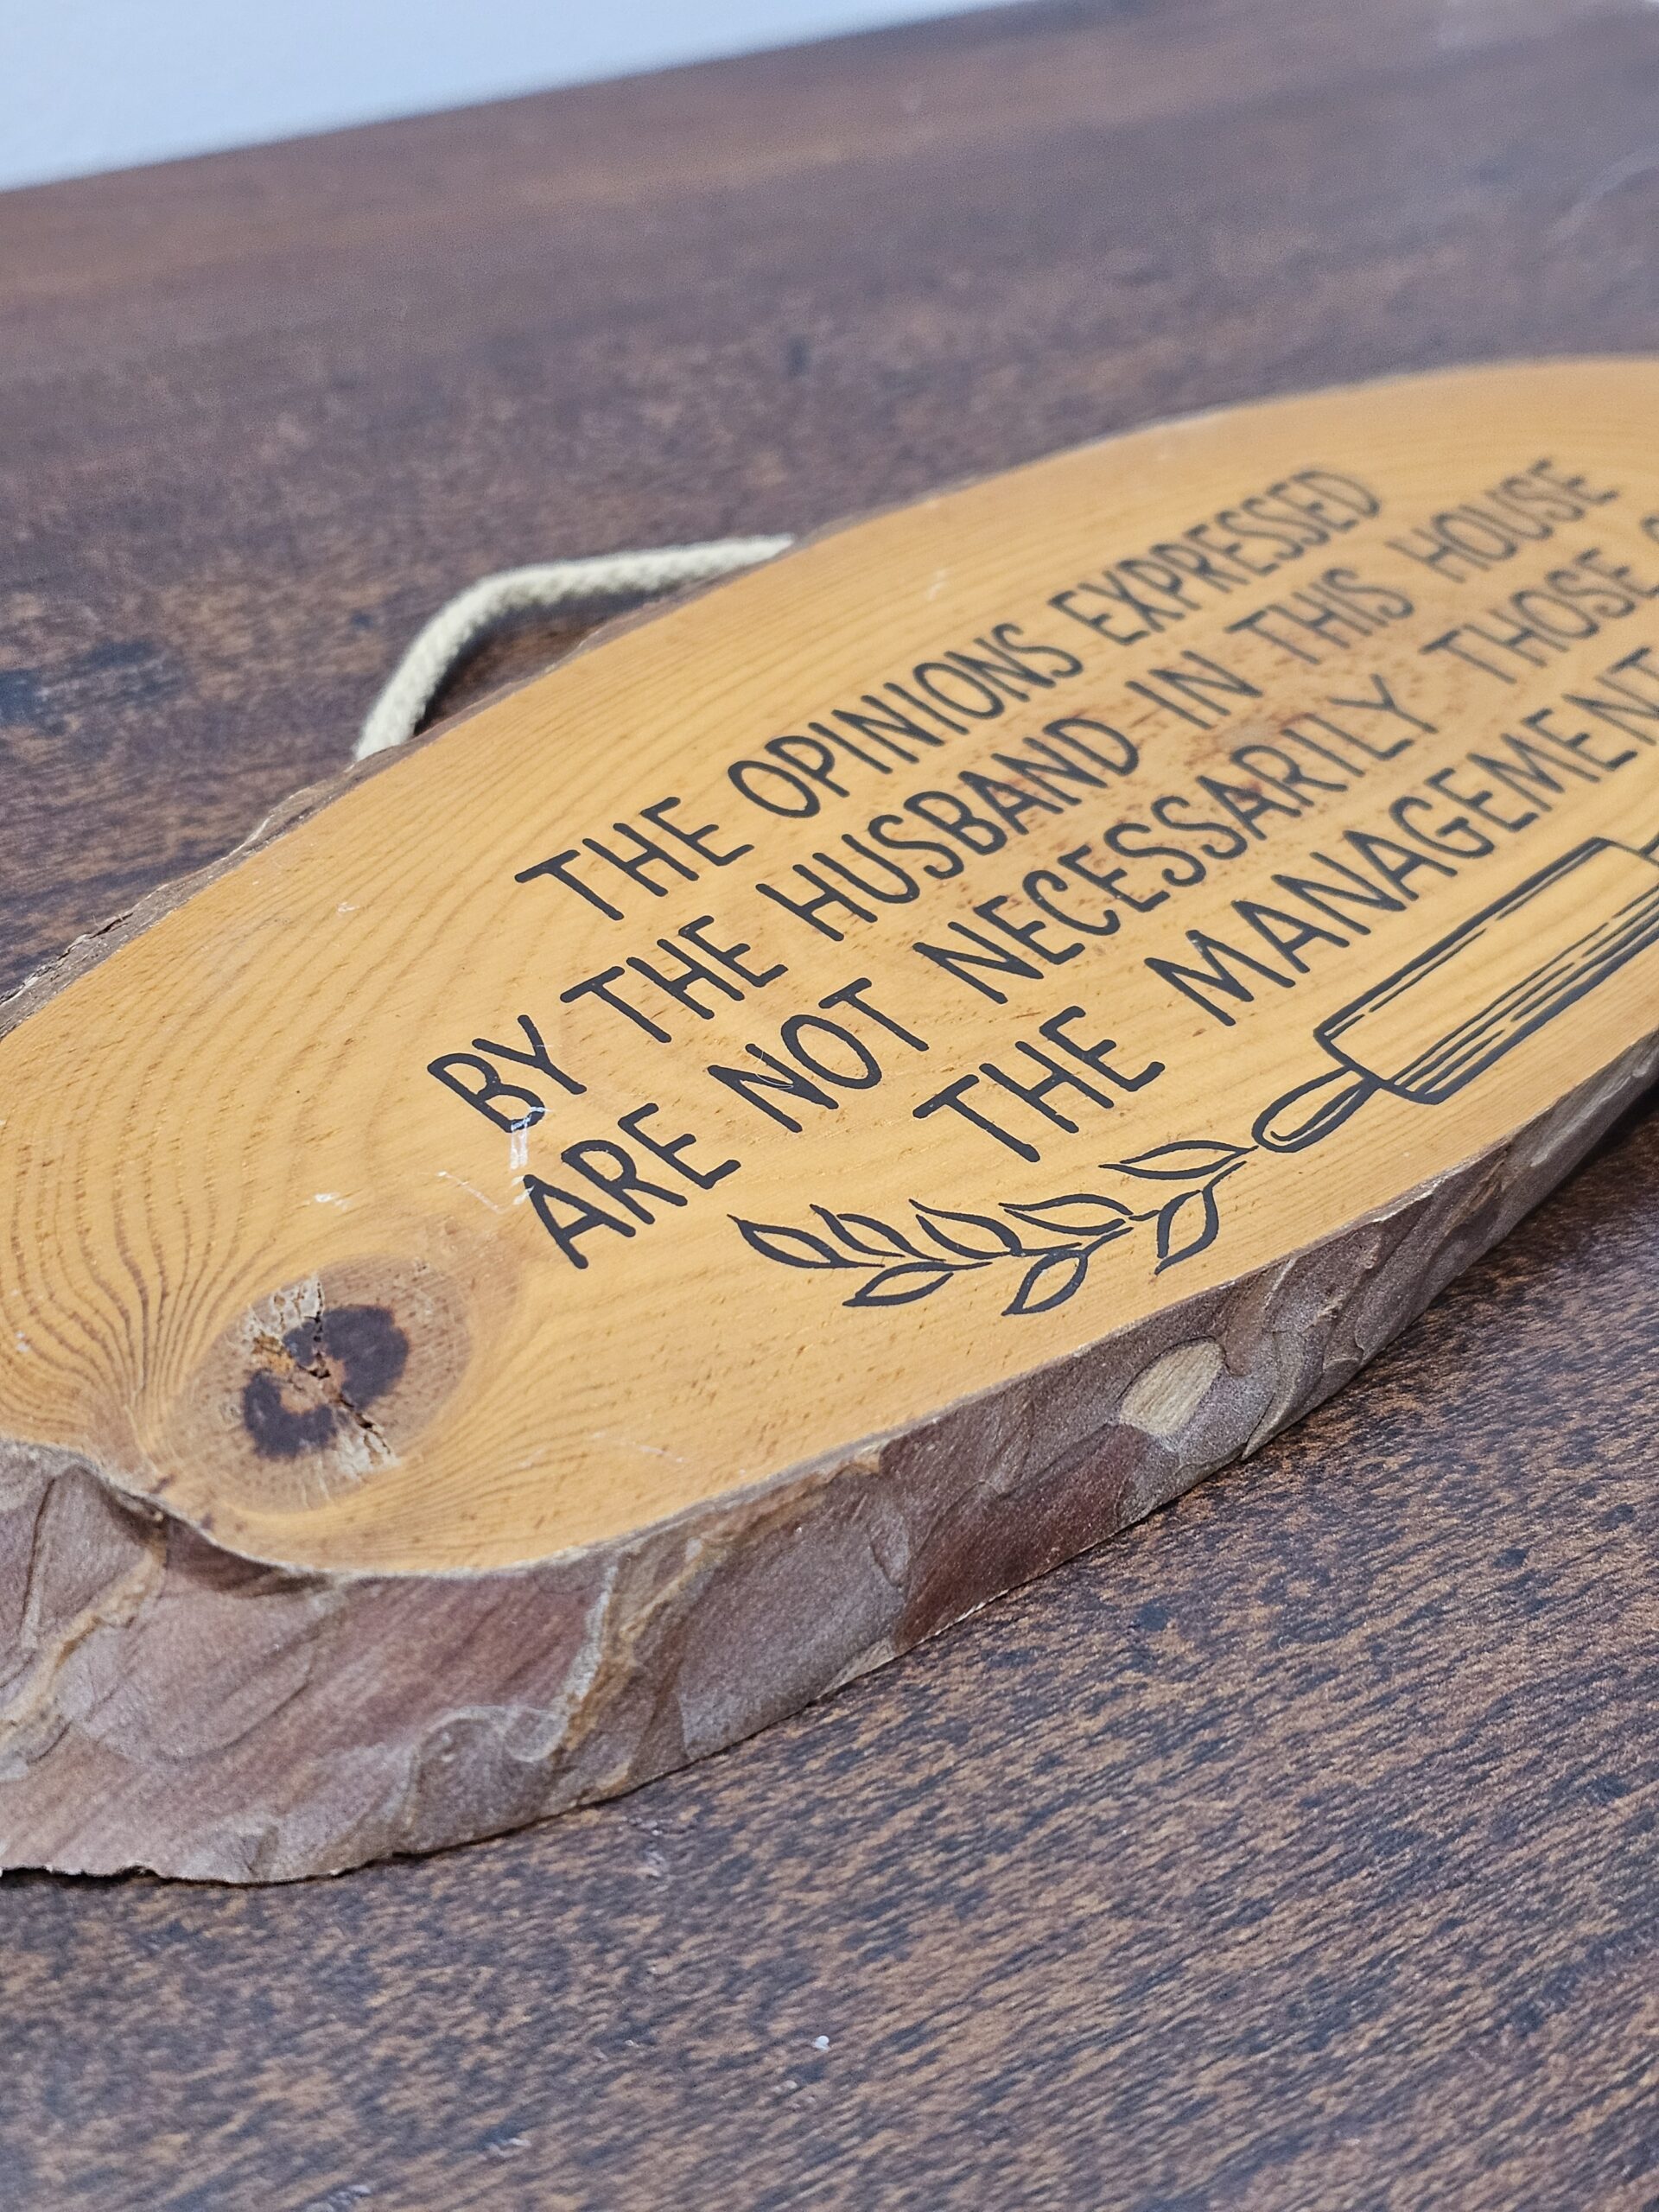 THE OPINIONS EXPRESSED
BY THE HUSBAND IN THIS HOUSE
ARE NOT NECESSARILY THOSE
THE MANAGEMENT